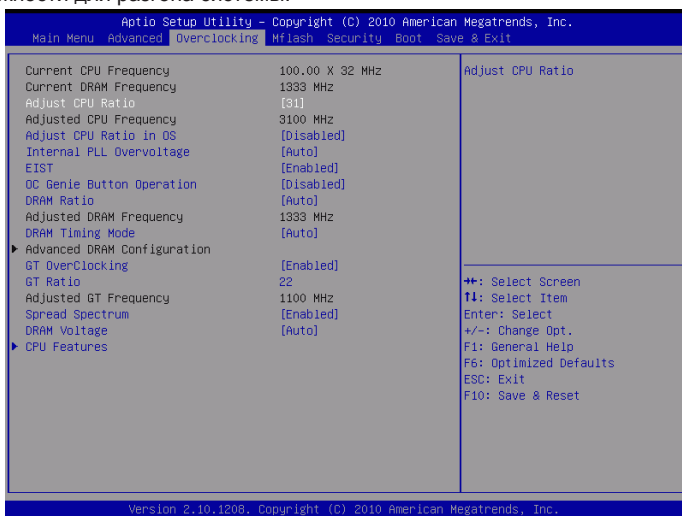 для разгона системы.
Aptio Setup Utility – Copyright (C) 2010 American Megatrends, Inc.
Main Menu Advanced Overclocking Mflash Security Boot Save & Exit
Current CPU Frequency 100.00 X 32 MHz
Current DRAM Frequency 1333 MHz
Adjust CPU Ratio [31]
Adjusted CPU Frequency 3100 MHz
Adjust CPU Ratio in OS [Disabled]
Internal PLL Overvoltage [Auto]
EIST [Enabled]
OC Genie Button Operation [Disabled]
DRAM Ratio [Auto]
Adjusted DRAM Frequency 1333 MHz
DRAM Timing Mode [Auto]
▶ Advanced DRAM Configuration
GT OverClocking [Enabled]
GT Ratio 22
Adjusted GT Frequency 1100 MHz
Spread Spectrum [Enabled]
DRAM Voltage [Auto]
▶ CPU Features
Adjust CPU Ratio
↔: Select Screen
↑↓: Select Item
Enter: Select
+/-: Change Opt.
F1: General Help
F6: Optimized Defaults
ESC: Exit
F10: Save & Reset
Version 2.10.1208. Copyright (C) 2010 American Megatrends, Inc.